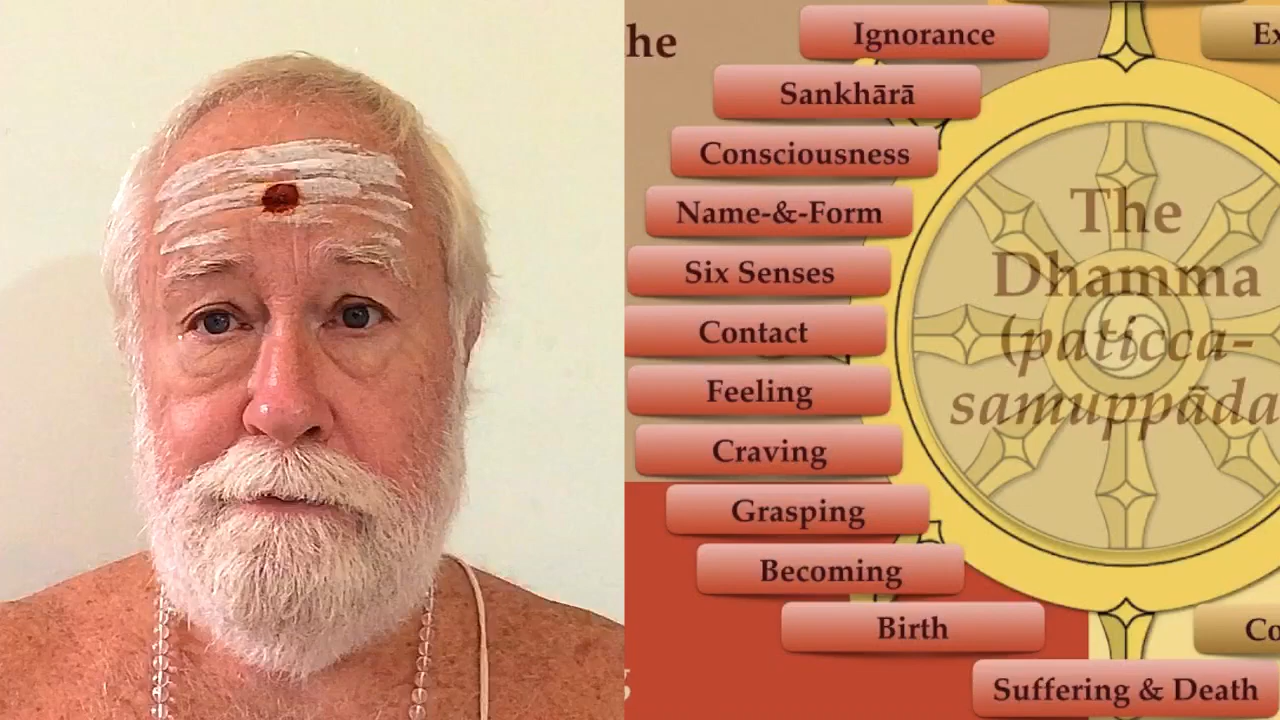 he
Ignorance
Ex
Sankhārā
Consciousness
Name-&-Form
Six Senses
Contact
Feeling
Craving
Grasping
Becoming
Birth
Co
Suffering & Death
The
Dhamma
(paticca-
samuppāda